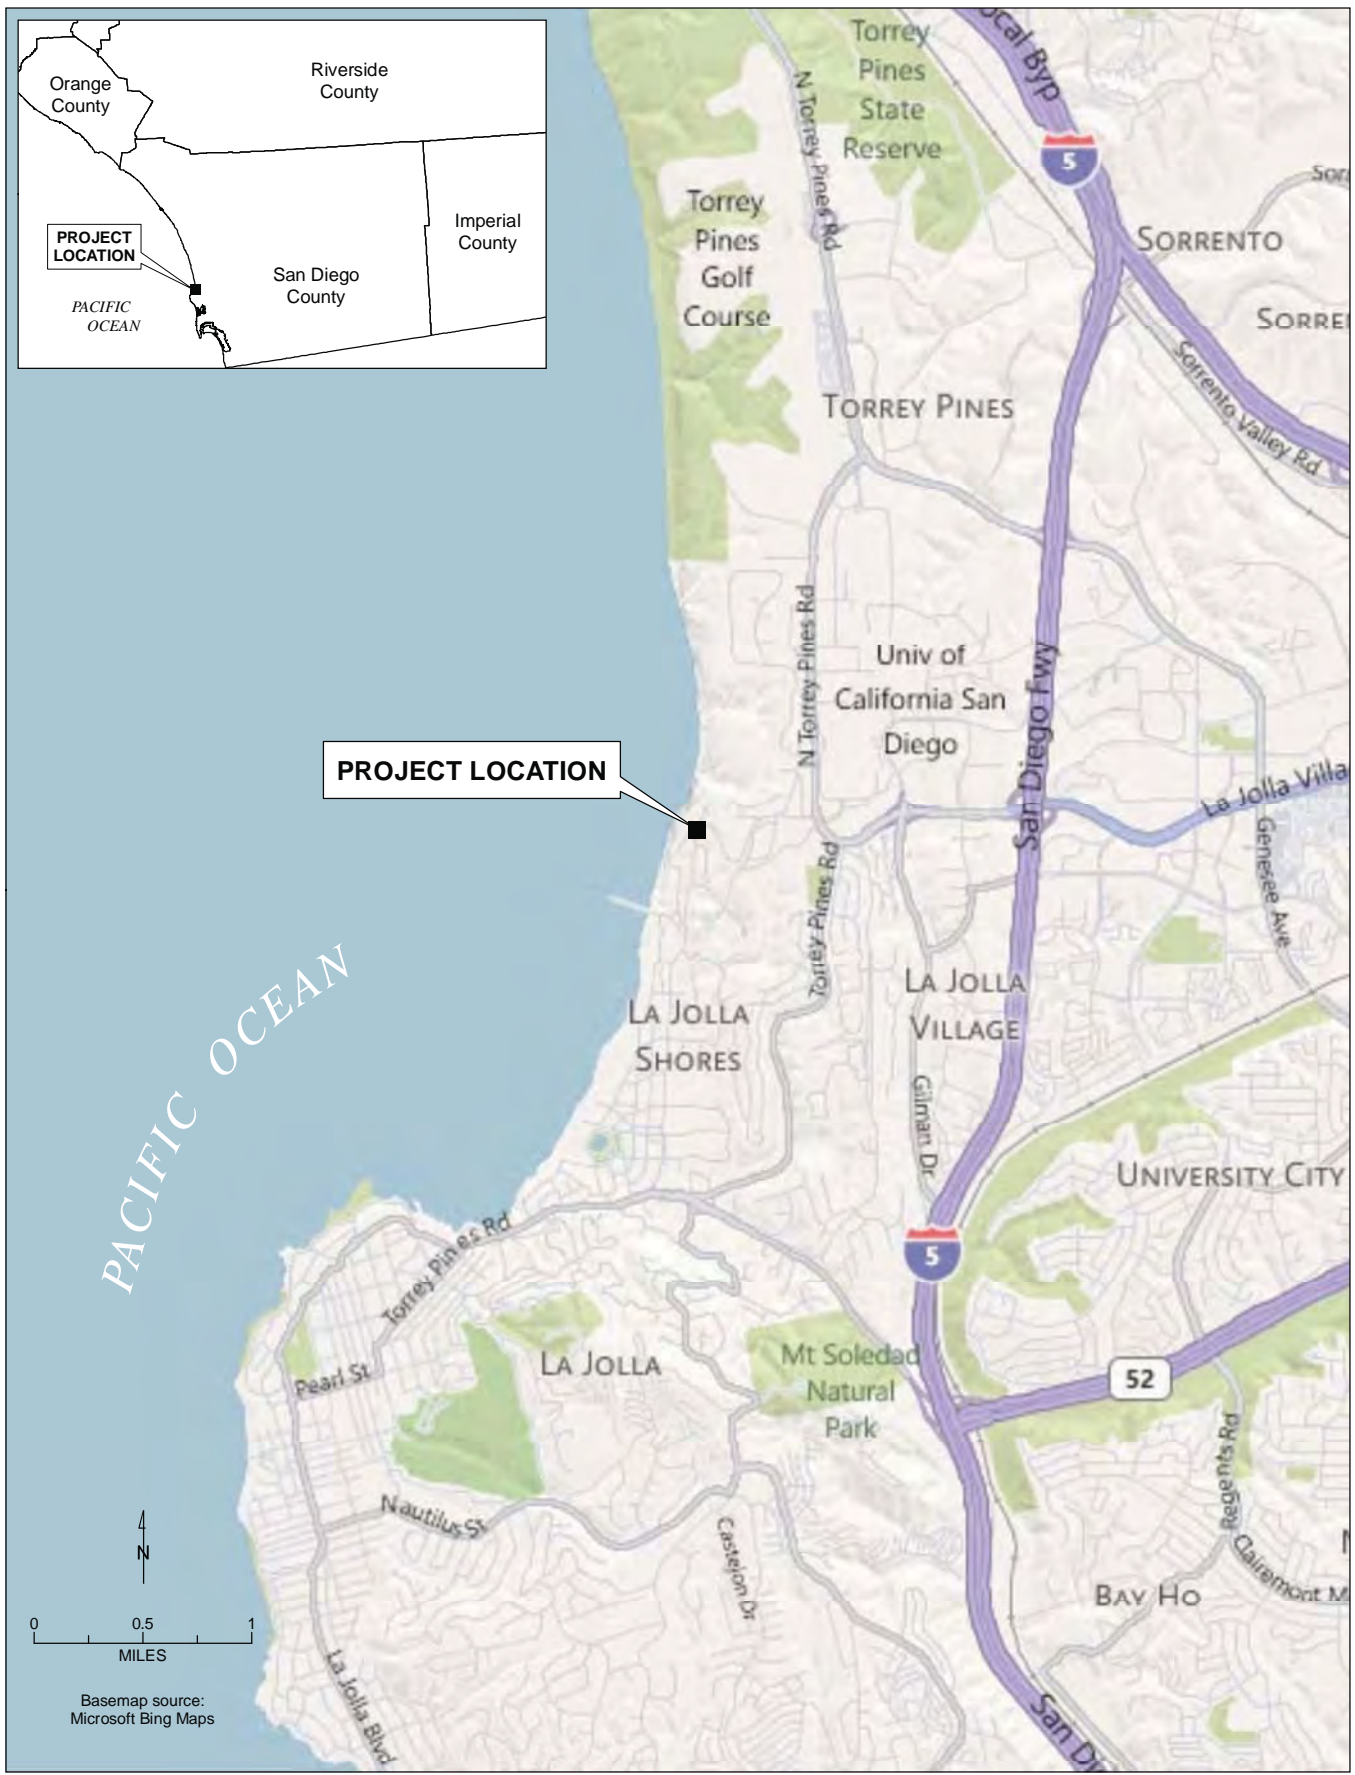 Orange
County
Riverside
County
Imperial
County
San Diego
County
PROJECT
LOCATION
PACIFIC
OCEAN
Torrey
Pines
State
Reserve
N Torrey Pines Rd
5
Torrey
Pines
Golf
Course
SORRENTO
Sorrento Valley Rd
TORREY PINES
N Torrey Pines Rd
Univ of
California San
Diego
San Diego Fwy
PROJECT LOCATION
Genesee Ave
Torrey Pines Rd
LA JOLLA
SHORES
LA JOLLA
VILLAGE
PACIFIC OCEAN
Gilman Dr
UNIVERSITY CITY
Torrey Pines Rd
5
LA JOLLA
Mt Soledad
Natural
Park
52
Pearl St
Nautilus St
Castejon Dr
Regents Rd
BAY HO
Clairemont M
La Jolla Villa
La Jolla Blvd
San D
N
0 0.5 1
MILES
Basemap source:
Microsoft Bing Maps